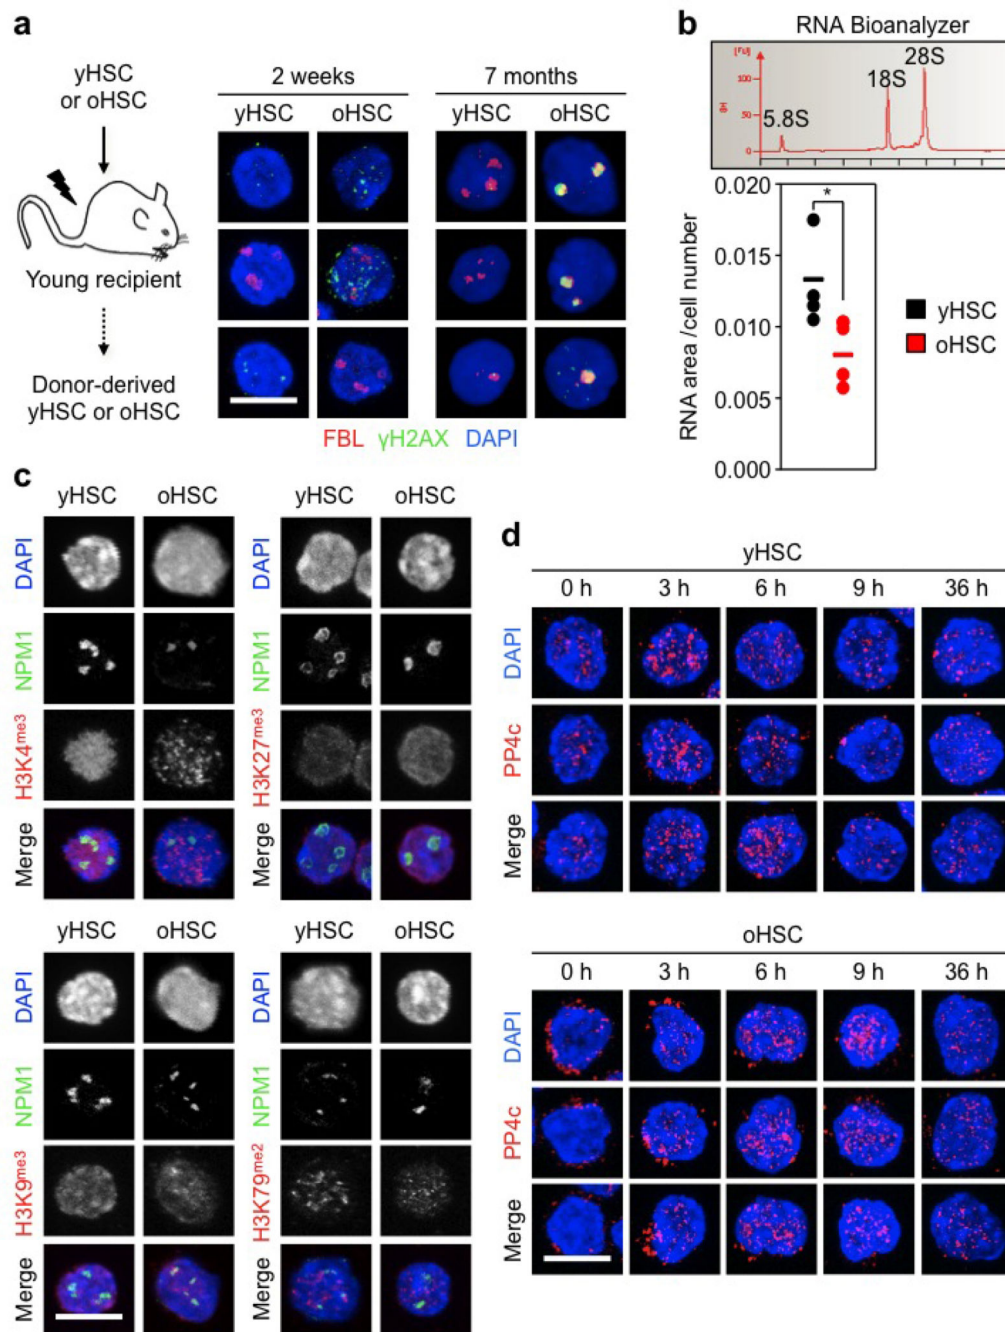 a
yHSC
or oHSC
Young recipient
Donor-derived
yHSC or oHSC
2 weeks
7 months
yHSC oHSC yHSC oHSC
FBL γH2AX DAPI
b
RNA Bioanalyzer
[FU]
100
50
0
5.8S
18S
28S
0.020
0.015
0.010
0.005
0.000
RNA area /cell number
*
yHSC
oHSC
c
yHSC oHSC yHSC oHSC
DAPI DAPI
NPM1 NPM1
H3K4me3 H3K27me3
Merge Merge
yHSC oHSC yHSC oHSC
DAPI DAPI
NPM1 NPM1
H3K9me3 H3K79me2
Merge Merge
d
yHSC
0 h 3 h 6 h 9 h 36 h
DAPI
PP4c
Merge
oHSC
0 h 3 h 6 h 9 h 36 h
DAPI
PP4c
Merge